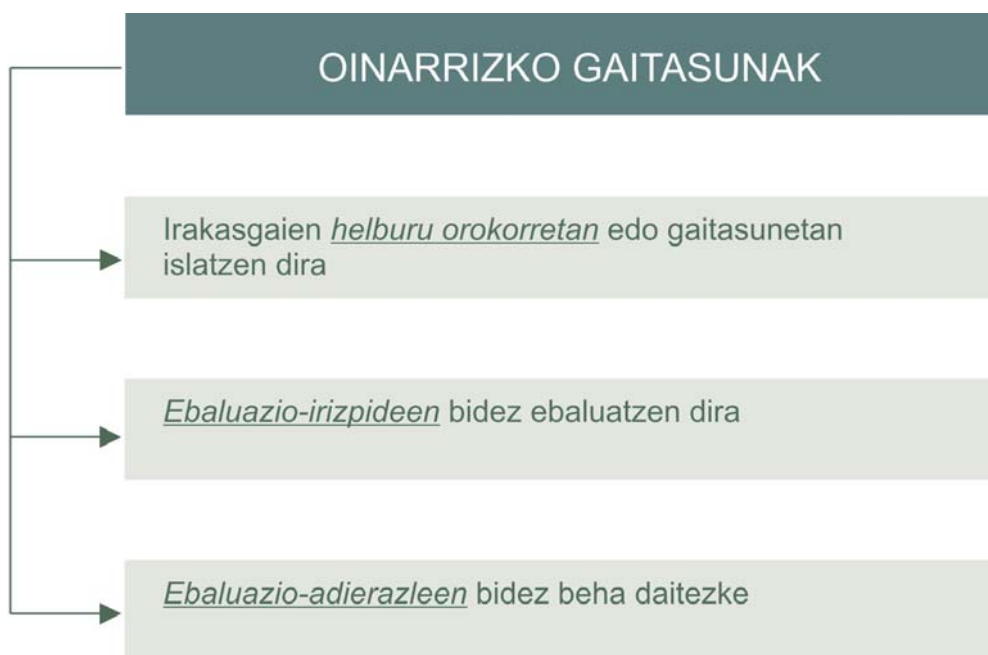 OINARRIZKO GAITASUNAK
Irakasgaien helburu orokorretan edo gaitasunetan
islatzen dira
Ebaluazio-irizpideen bidez ebaluatzen dira
Ebaluazio-adierazleen bidez beha daitezke